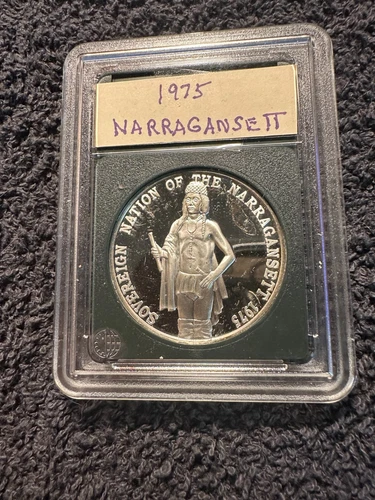 1975
NARRAGANSETT
SOVEREIGN NATION OF THE NARRAGANSETT 1975